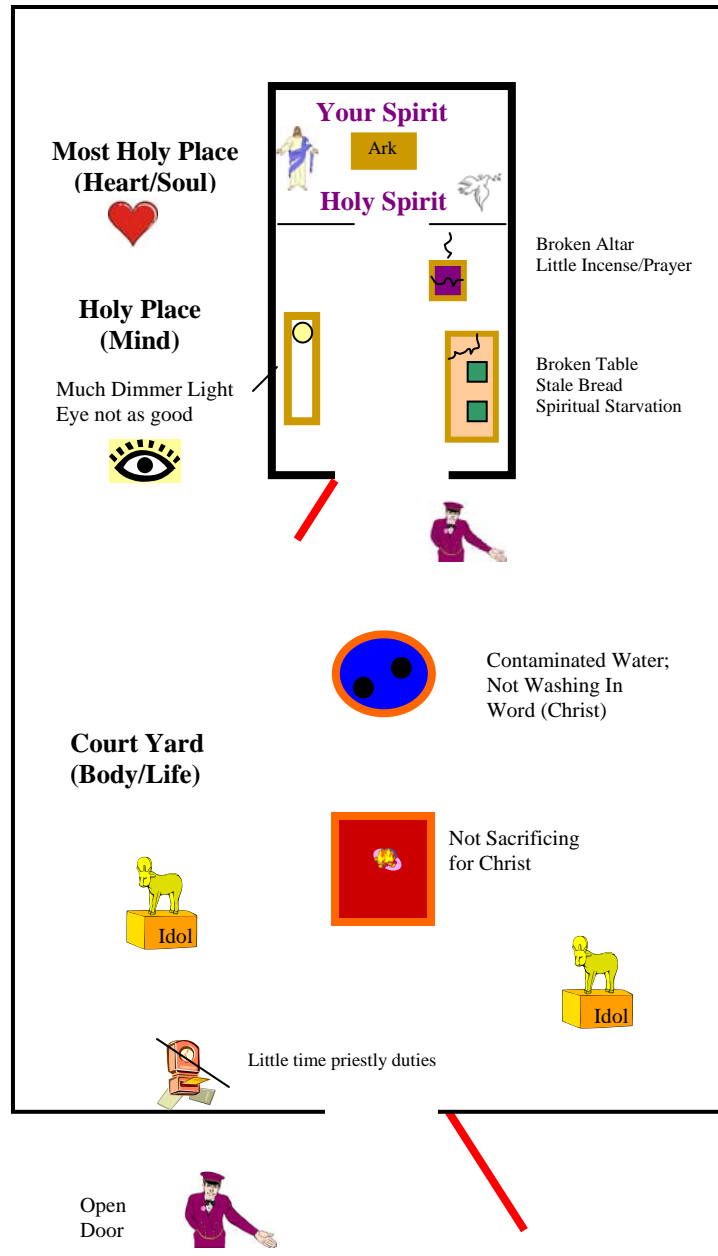 Your Spirit
Ark
Holy Spirit
Most Holy Place
(Heart/Soul)
Broken Altar
Little Incense/Prayer
Holy Place
(Mind)
Much Dimmer Light
Eye not as good
Broken Table
Stale Bread
Spiritual Starvation
Contaminated Water;
Not Washing In
Word (Christ)
Court Yard
(Body/Life)
Not Sacrificing
for Christ
Idol
Idol
Little time priestly duties
Open
Door